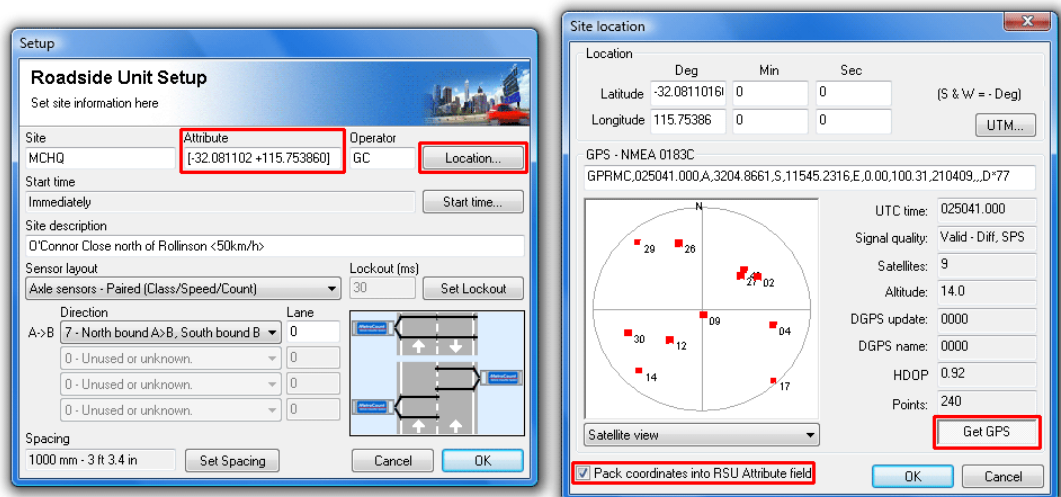 Setup
Roadside Unit Setup
Set site information here
Site Attribute Operator
MCHQ [-32.081102 +115.753860] GC Location...
Start time
Immediately Start time...
Site description
O'Connor Close north of Rollinson <50km/h>
Sensor layout Lockout (ms)
Axle sensors - Paired (Class/Speed/Count) 30 Set Lockout
Direction Lane
A->B 7 - North bound A>B, South bound B 0
0 - Unused or unknown. 0
0 - Unused or unknown. 0
0 - Unused or unknown. 0
MetroCount
MetroCount
MetroCount
Spacing
1000 mm - 3 ft 3.4 in Set Spacing Cancel OK
Site location
Location
Deg Min Sec
Latitude -32.0811016 0 0 (S & W = - Deg)
Longitude 115.75386 0 0 UTM...
GPS - NMEA 0183C
GPRMC,025041.000,A,3204.8661,S,11545.2316,E,0.00,100.31,210409,,,D*77
N
29 26
27 02
09
04
30 12
14
17
UTC time: 025041.000
Signal quality: Valid - Diff, SPS
Satellites: 9
Altitude: 14.0
DGPS update: 0000
DGPS name: 0000
HDOP 0.92
Points: 240
Satellite view Get GPS
Pack coordinates into RSU Attribute field OK Cancel